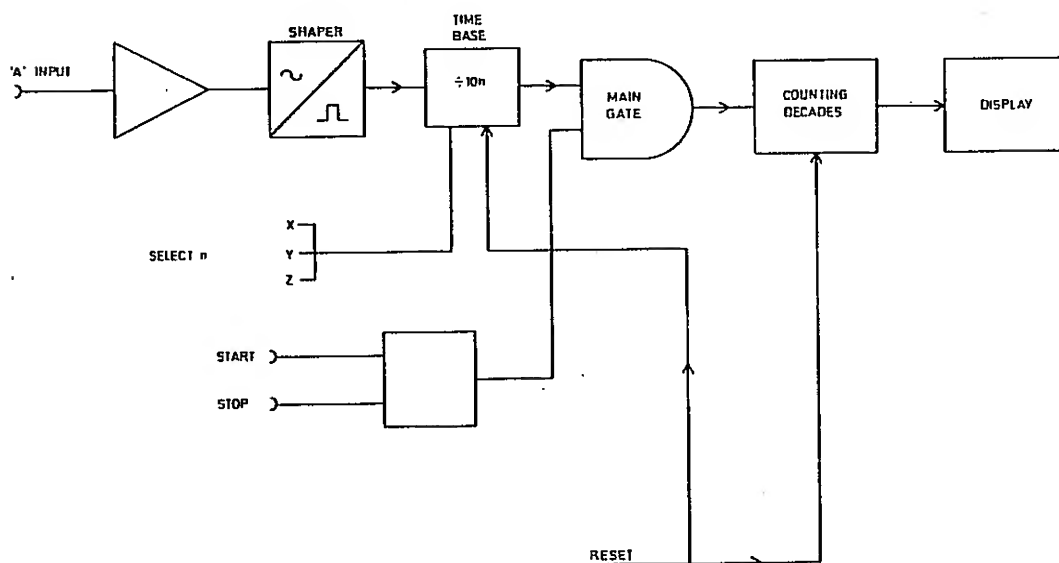 SHAPER
TIME
BASE
'A' INPUT
÷10n
MAIN
GATE
COUNTING
DECADES
DISPLAY
SELECT n
X
Y
Z
START
STOP
RESET